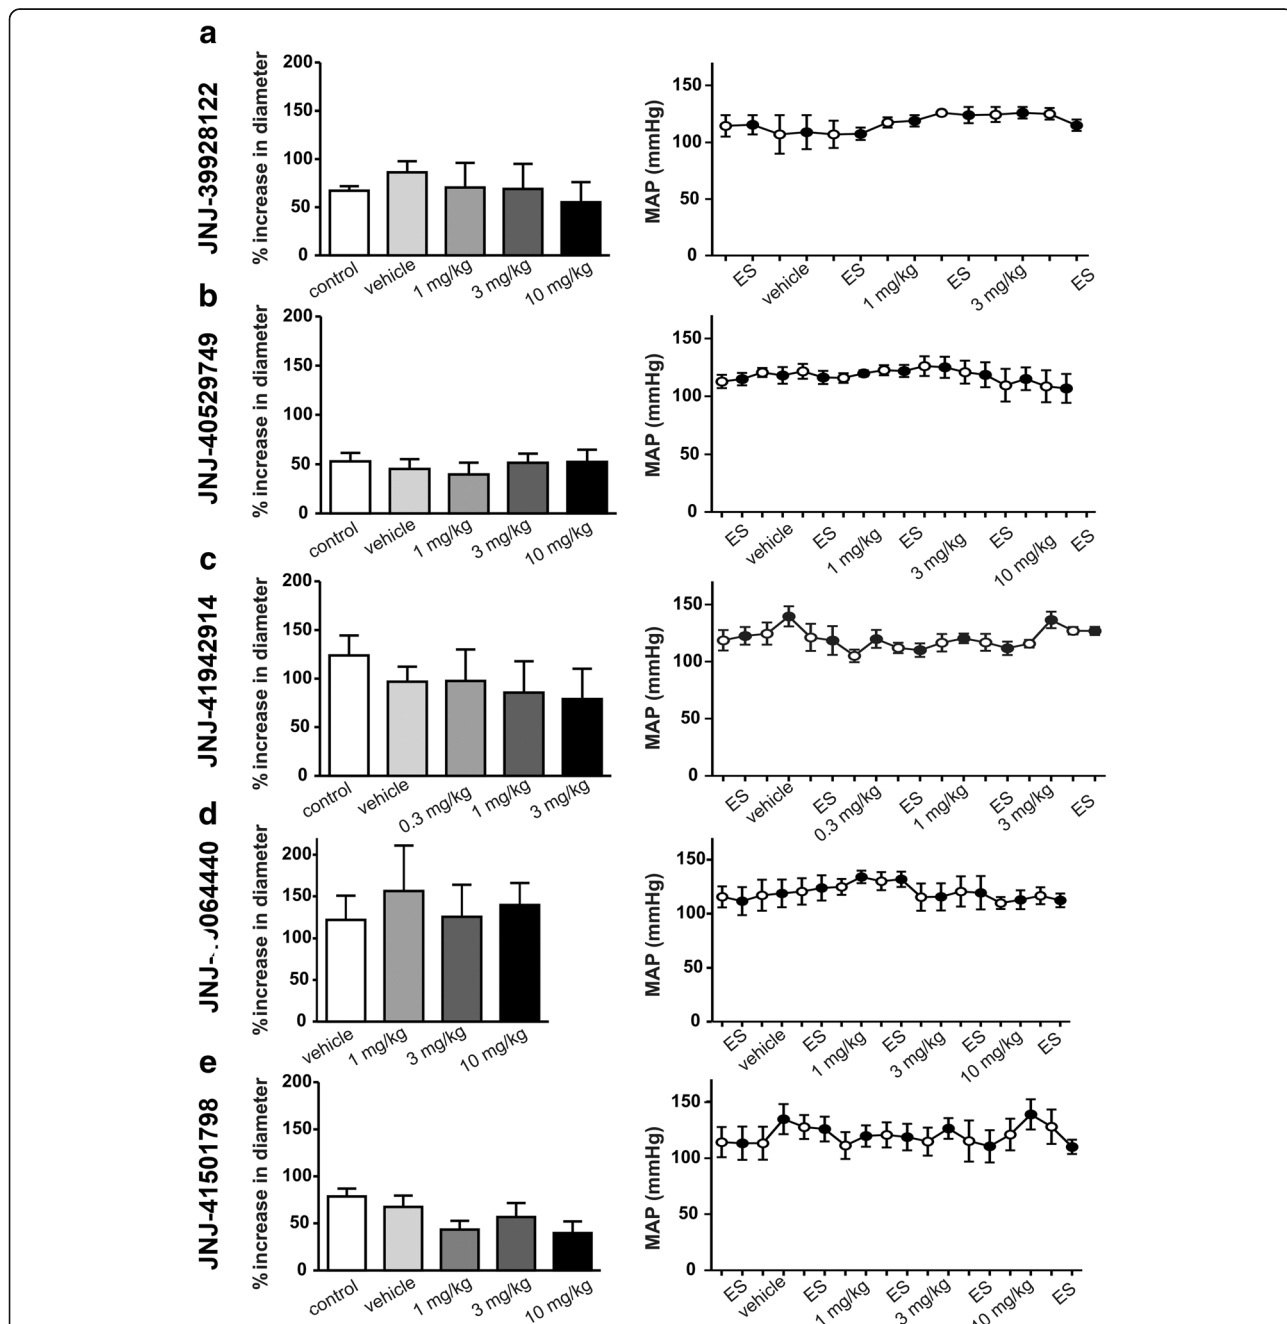 a
JNJ-39928122
% increase in diameter
200
150
100
50
0
control vehicle 1 mg/kg 3 mg/kg 10 mg/kg
MAP (mmHg)
150
100
50
0
ES vehicle ES 1 mg/kg ES 3 mg/kg ES
b
JNJ-40529749
% increase in diameter
200
150
100
50
0
control vehicle 1 mg/kg 3 mg/kg 10 mg/kg
MAP (mmHg)
150
100
50
0
ES vehicle ES 1 mg/kg ES 3 mg/kg ES 10 mg/kg ES
c
JNJ-41942914
% increase in diameter
200
150
100
50
0
control vehicle 0.3 mg/kg 1 mg/kg 3 mg/kg
MAP (mmHg)
150
100
50
0
ES vehicle ES 0.3 mg/kg ES 1 mg/kg ES 3 mg/kg ES
d
% increase in diameter
200
150
100
50
0
vehicle 1 mg/kg 3 mg/kg 10 mg/kg
MAP (mmHg)
150
100
50
0
ES vehicle ES 1 mg/kg ES 3 mg/kg ES 10 mg/kg ES
e
JNJ-41501798
% increase in diameter
200
150
100
50
0
control vehicle 1 mg/kg 3 mg/kg 10 mg/kg
MAP (mmHg)
150
100
50
0
ES vehicle ES 1 mg/kg ES 3 mg/kg ES 10 mg/kg ES